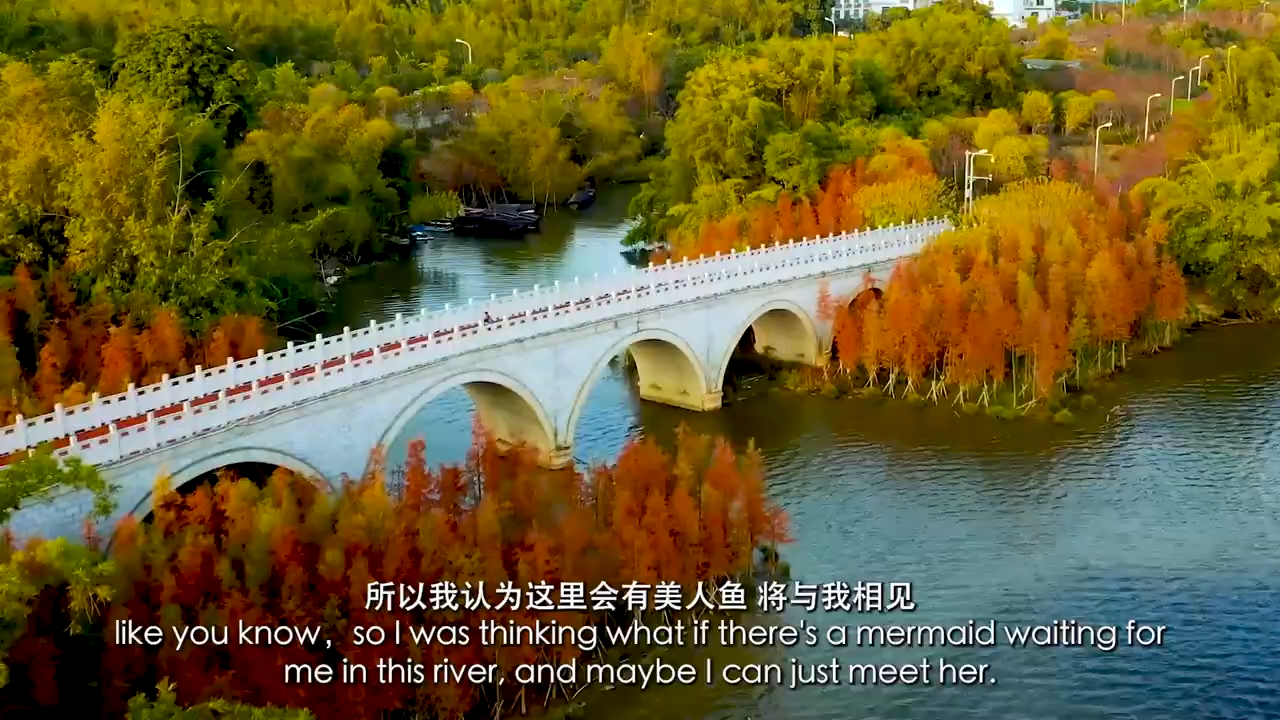 所以我认为这里会有美人鱼 将与我相见
like you know，so I was thinking what if there's a mermaid waiting for
me in this river, and maybe I can just meet her.